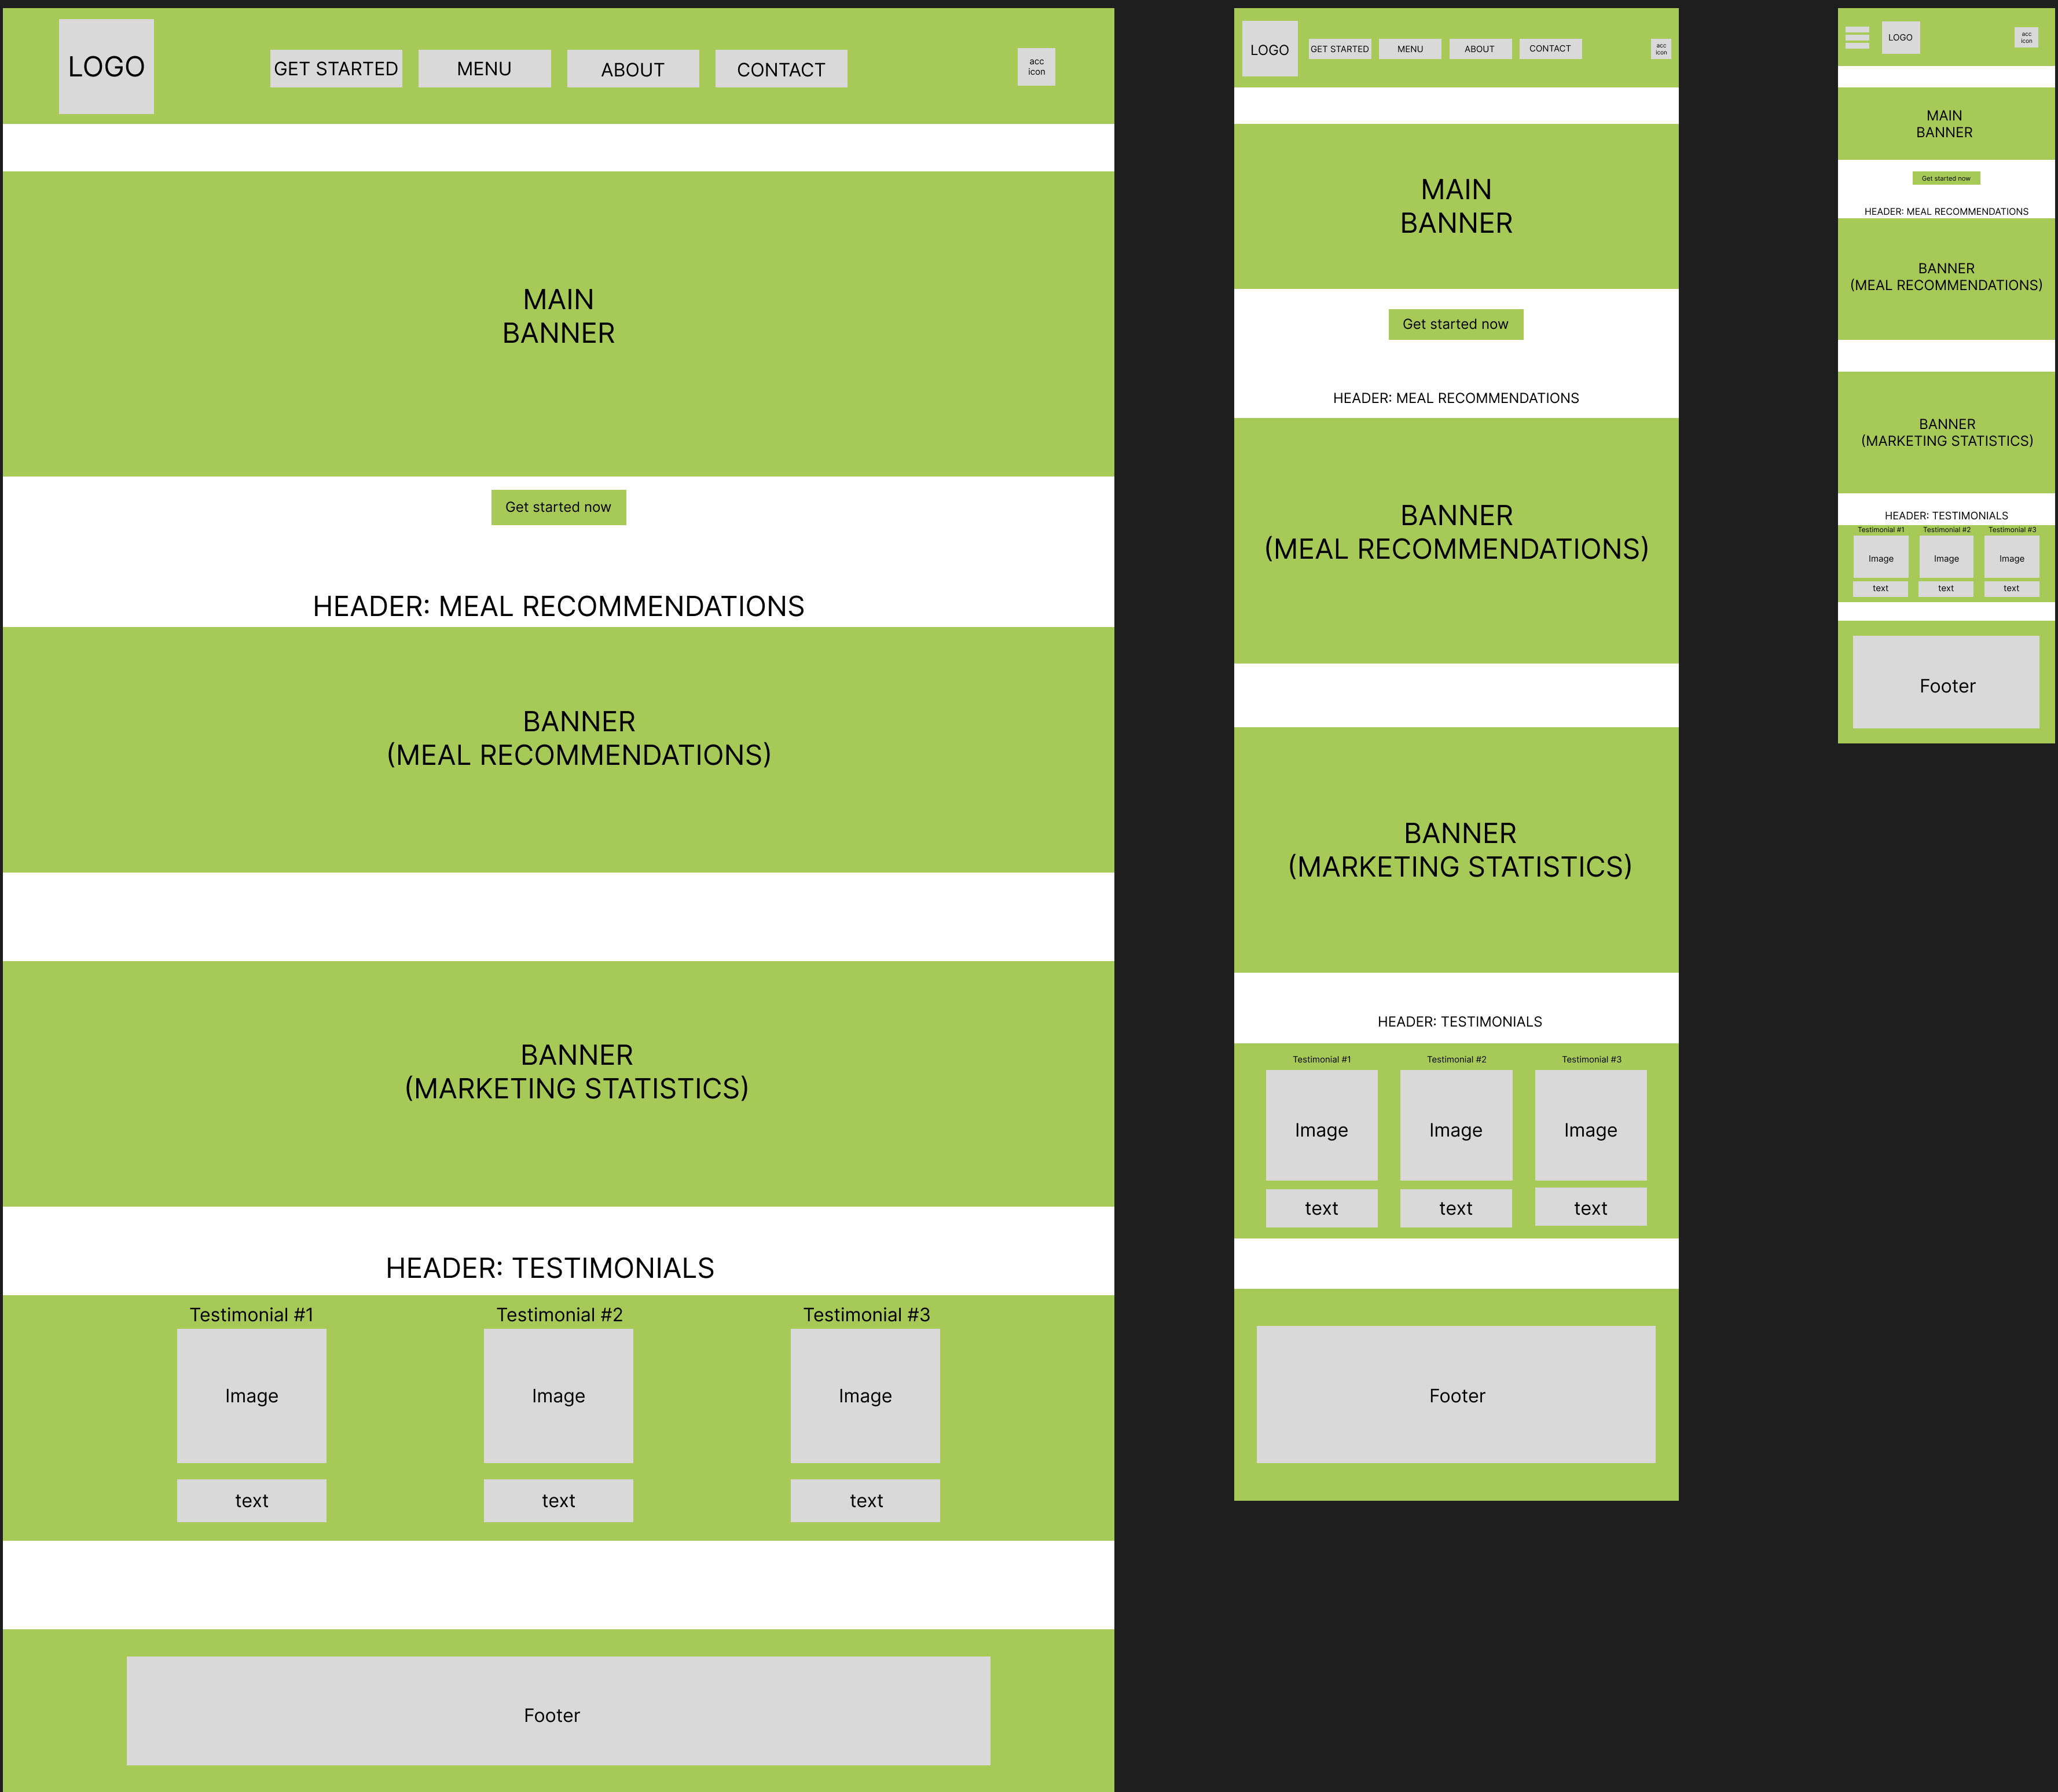 LOGO
GET STARTED
MENU
ABOUT
CONTACT
acc
icon
MAIN
BANNER
Get started now
HEADER: MEAL RECOMMENDATIONS
BANNER
(MEAL RECOMMENDATIONS)
BANNER
(MARKETING STATISTICS)
HEADER: TESTIMONIALS
Testimonial #1
Testimonial #2
Testimonial #3
Image
Image
Image
text
text
text
Footer
LOGO
GET STARTED
MENU
ABOUT
CONTACT
acc
icon
MAIN
BANNER
Get started now
HEADER: MEAL RECOMMENDATIONS
BANNER
(MEAL RECOMMENDATIONS)
BANNER
(MARKETING STATISTICS)
HEADER: TESTIMONIALS
Testimonial #1
Testimonial #2
Testimonial #3
Image
Image
Image
text
text
text
Footer
LOGO
acc
icon
MAIN
BANNER
Get started now
HEADER: MEAL RECOMMENDATIONS
BANNER
(MEAL RECOMMENDATIONS)
BANNER
(MARKETING STATISTICS)
HEADER: TESTIMONIALS
Testimonial #1
Testimonial #2
Testimonial #3
Image
Image
Image
text
text
text
Footer